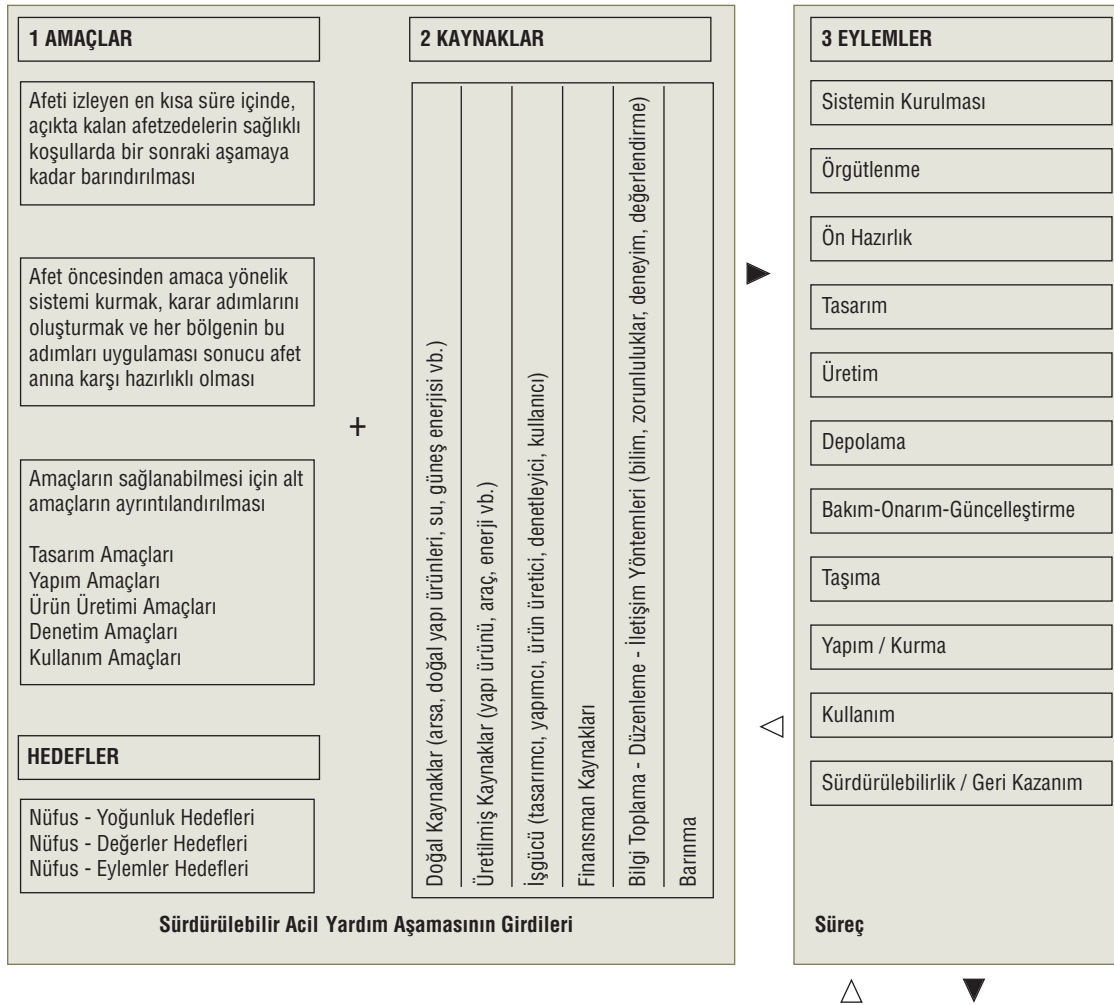 1 AMAÇLAR
Afeti izleyen en kısa süre içinde,
açıkta kalan afetzedelerin sağlıklı
koşullarda bir sonraki aşamaya
kadar barındırılması
Afet öncesinden amaca yönelik
sistemi kurmak, karar adımlarını
oluşturmak ve her bölgenin bu
adımları uygulaması sonucu afet
anına karşı hazırlıklı olması
Amaçların sağlanabilmesi için alt
amaçların ayrıntılandırılması
Tasarım Amaçları
Yapım Amaçları
Ürün Üretimi Amaçları
Denetim Amaçları
Kullanım Amaçları
HEDEFLER
Nüfus - Yoğunluk Hedefleri
Nüfus - Değerler Hedefleri
Nüfus - Eylemler Hedefleri
+
2 KAYNAKLAR
Doğal Kaynaklar (arsa, doğal yapı ürünleri, su, güneş enerjisi vb.)
Üretilmiş Kaynaklar (yapı ürünü, araç, enerji vb.)
İşgücü (tasarımcı, yapımcı, ürün üretici, denetleyici, kullanıcı)
Finansman Kaynakları
Bilgi Toplama - Düzenleme - İletişim Yöntemleri (bilim, zorunluluklar, deneyim, değerlendirme)
Barınma
Sürdürülebilir Acil Yardım Aşamasının Girdileri
3 EYLEMLER
Sistemin Kurulması
Örgütlenme
Ön Hazırlık
Tasarım
Üretim
Depolama
Bakım-Onarım-Güncelleştirme
Taşıma
Yapım / Kurma
Kullanım
Sürdürülebilirlik / Geri Kazanım
Süreç